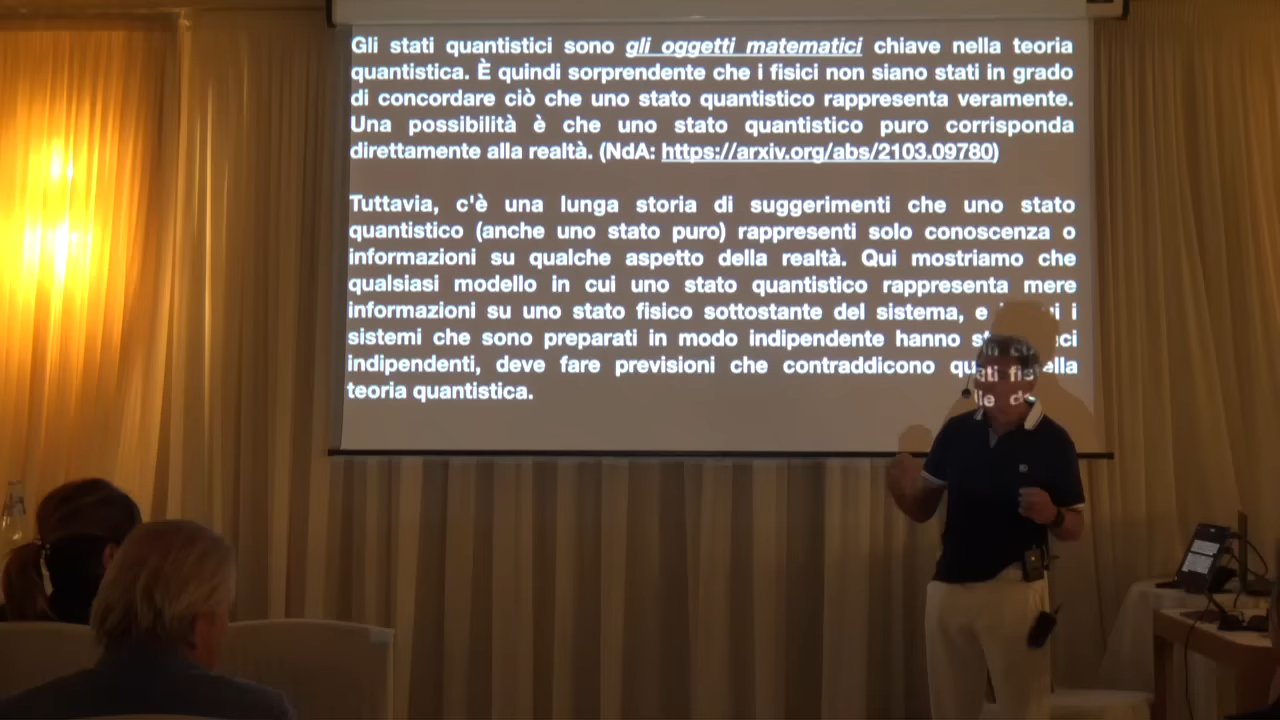 Gli stati quantistici sono gli oggetti matematici chiave nella teoria
quantistica. È quindi sorprendente che i fisici non siano stati in grado
di concordare ciò che uno stato quantistico rappresenta veramente.
Una possibilità è che uno stato quantistico puro corrisponda
direttamente alla realtà. (NdA: https://arxiv.org/abs/2103.09780)
Tuttavia, c'è una lunga storia di suggerimenti che uno stato
quantistico (anche uno stato puro) rappresenti solo conoscenza o
informazioni su qualche aspetto della realtà. Qui mostriamo che
qualsiasi modello in cui uno stato quantistico rappresenta mere
informazioni su uno stato fisico sottostante del sistema, e i
sistemi che sono preparati in modo indipendente hanno
indipendenti, deve fare previsioni che contraddicono
teoria quantistica.